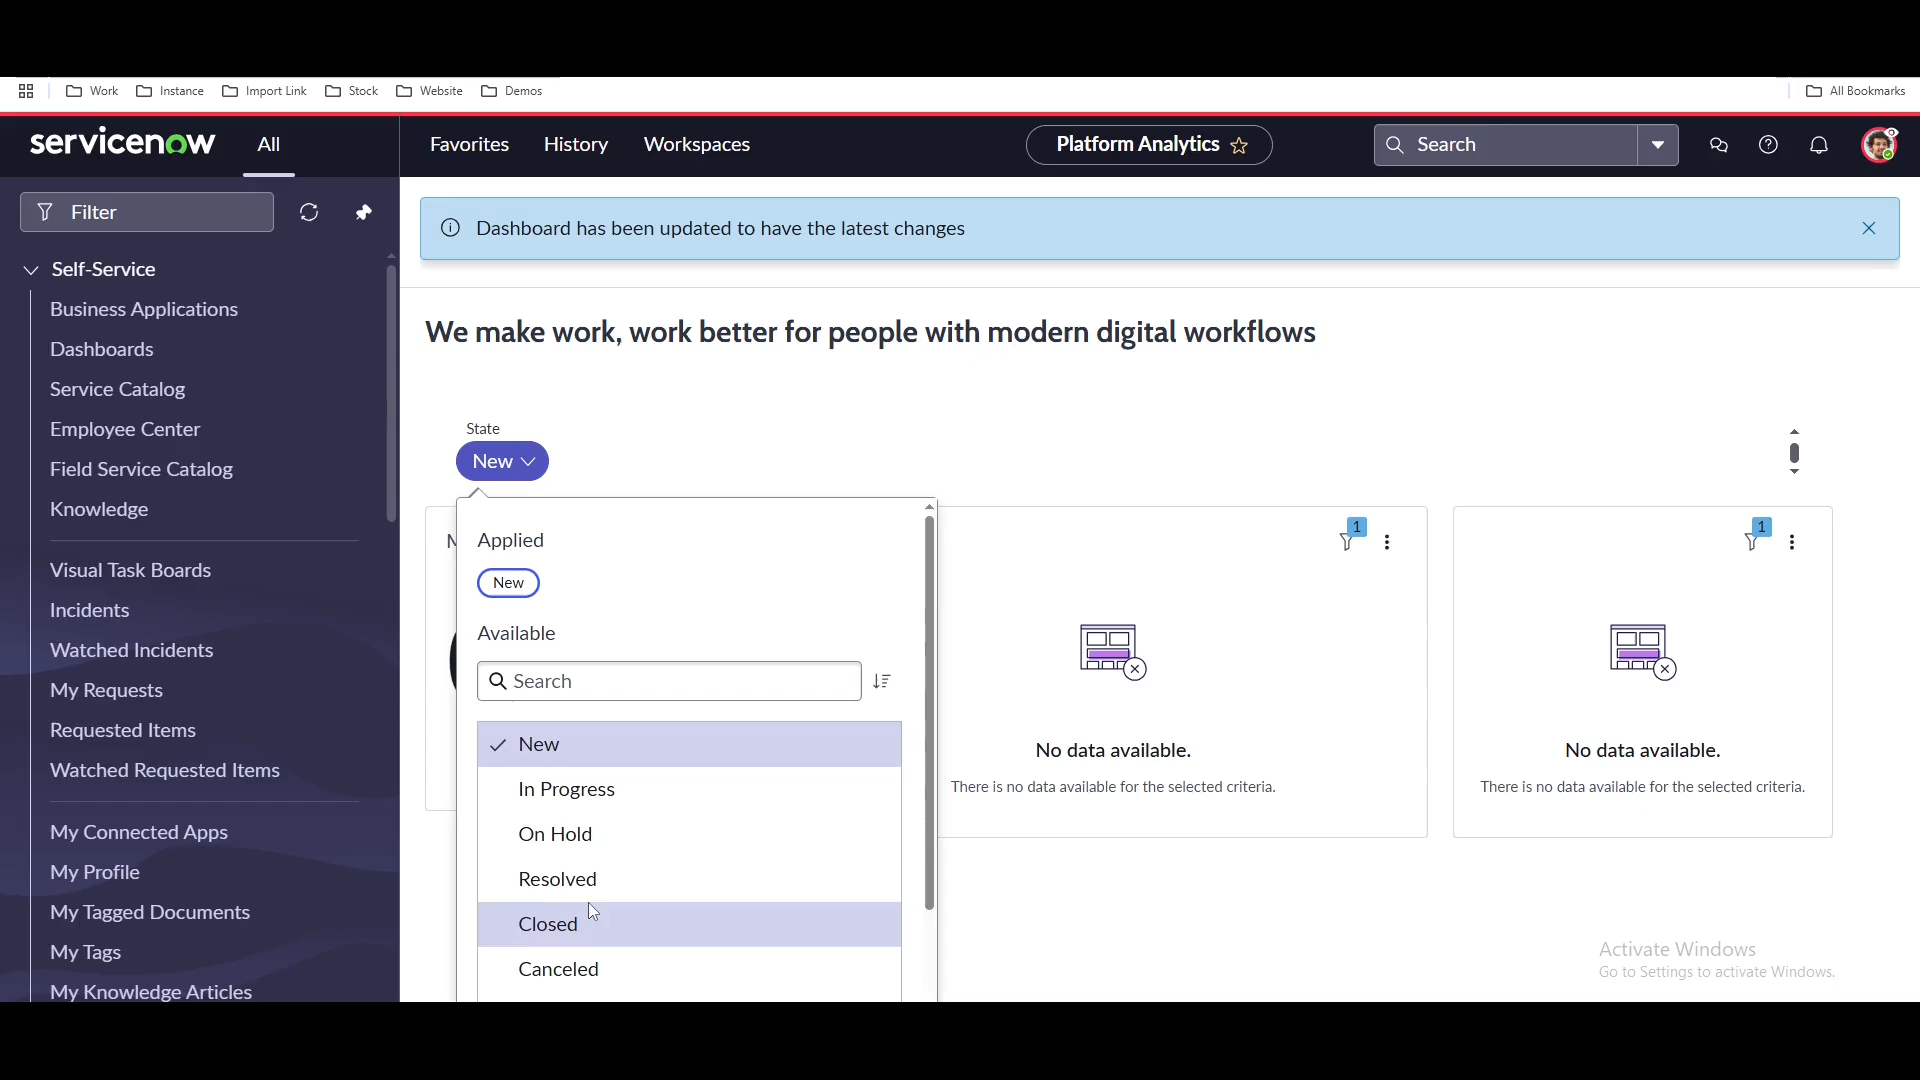 Work Instance Import Link Stock Website Demos All Bookmarks
servicenow All Favorites History Workspaces Platform Analytics Search
Filter
Self-Service
Business Applications
Dashboards
Service Catalog
Employee Center
Field Service Catalog
Knowledge
Visual Task Boards
Incidents
Watched Incidents
My Requests
Requested Items
Watched Requested Items
My Connected Apps
My Profile
My Tagged Documents
My Tags
My Knowledge Articles
Dashboard has been updated to have the latest changes
We make work, work better for people with modern digital workflows
State
New
Applied
New
Available
Search
New
In Progress
On Hold
Resolved
Closed
Canceled
1
No data available.
There is no data available for the selected criteria.
1
No data available.
There is no data available for the selected criteria.
Activate Windows
Go to Settings to activate Windows.